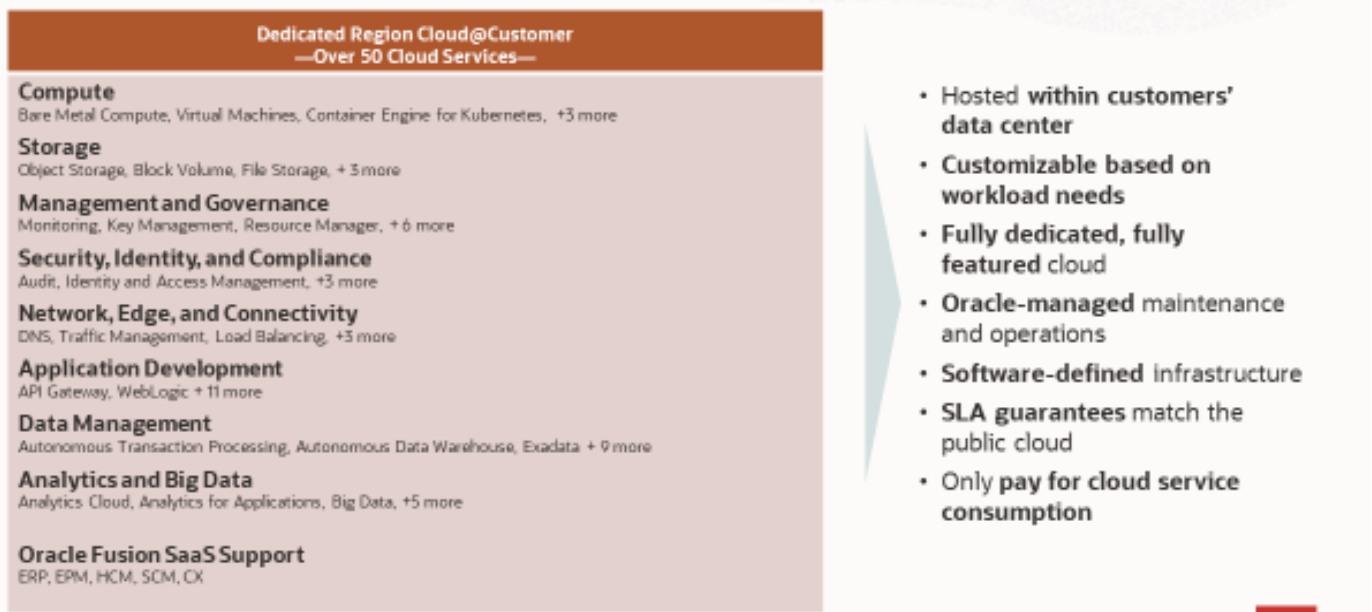 Dedicated Region Cloud@Customer
—Over 50 Cloud Services—
Compute
Bare Metal Compute, Virtual Machines, Container Engine for Kubernetes, +3 more
Storage
Object Storage, Block Volume, File Storage, + 3 more
Management and Governance
Monitoring, Key Management, Resource Manager, + 6 more
Security, Identity, and Compliance
Audit, Identity and Access Management, +3 more
Network, Edge, and Connectivity
DNS, Traffic Management, Load Balancing, +3 more
Application Development
API Gateway, WebLogic + 11 more
Data Management
Autonomous Transaction Processing, Autonomous Data Warehouse, Exadata + 9 more
Analytics and Big Data
Analytics Cloud, Analytics for Applications, Big Data, +5 more
Oracle Fusion SaaS Support
ERP, EPM, HCM, SCM, CX
• Hosted within customers'
data center
• Customizable based on
workload needs
• Fully dedicated, fully
featured cloud
• Oracle-managed maintenance
and operations
• Software-defined infrastructure
• SLA guarantees match the
public cloud
• Only pay for cloud service
consumption